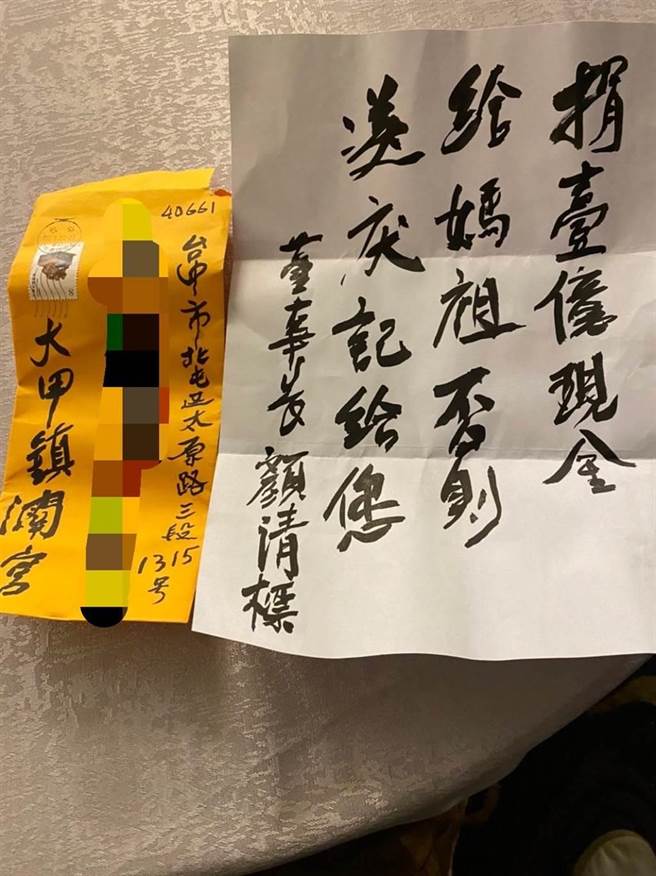 捐壹億現金
給媽祖否則
送庆記給您
董事长顏清標
40661
台中市北屯区太原路三段1315号
大甲鎮瀾宮